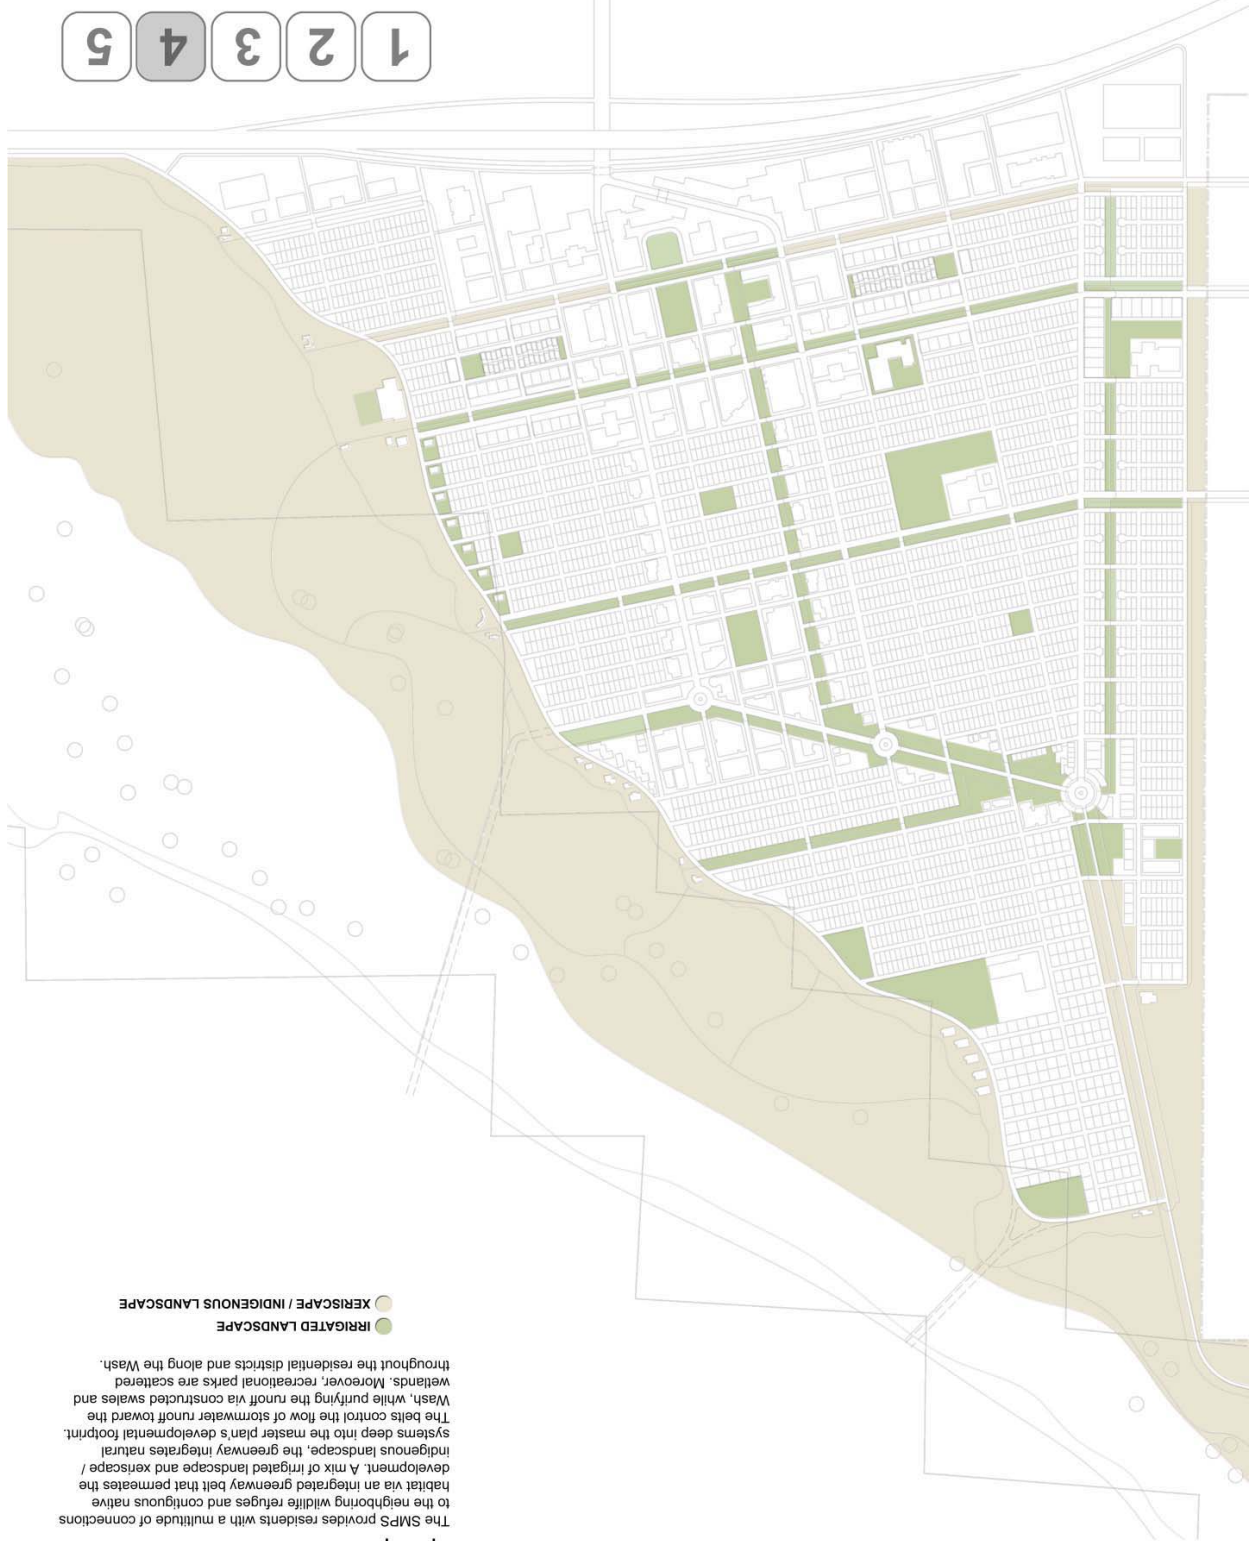 The SMPS provides residents with a multitude of connections
to the neighboring wildlife refuges and contiguous native
habitat via an integrated greenway belt that permeates the
development. A mix of irrigated landscape and xeriscape /
indigenous landscape, the greenway integrates natural
systems deep into the master plan's developmental footprint.
The belts control the flow of stormwater runoff toward the
Wash, while purifying the runoff via constructed swales and
wetlands. Moreover, recreational parks are scattered
throughout the residential districts and along the Wash.
IRRIGATED LANDSCAPE
XERISCAPE / INDIGENOUS LANDSCAPE
1 2 3 4 5